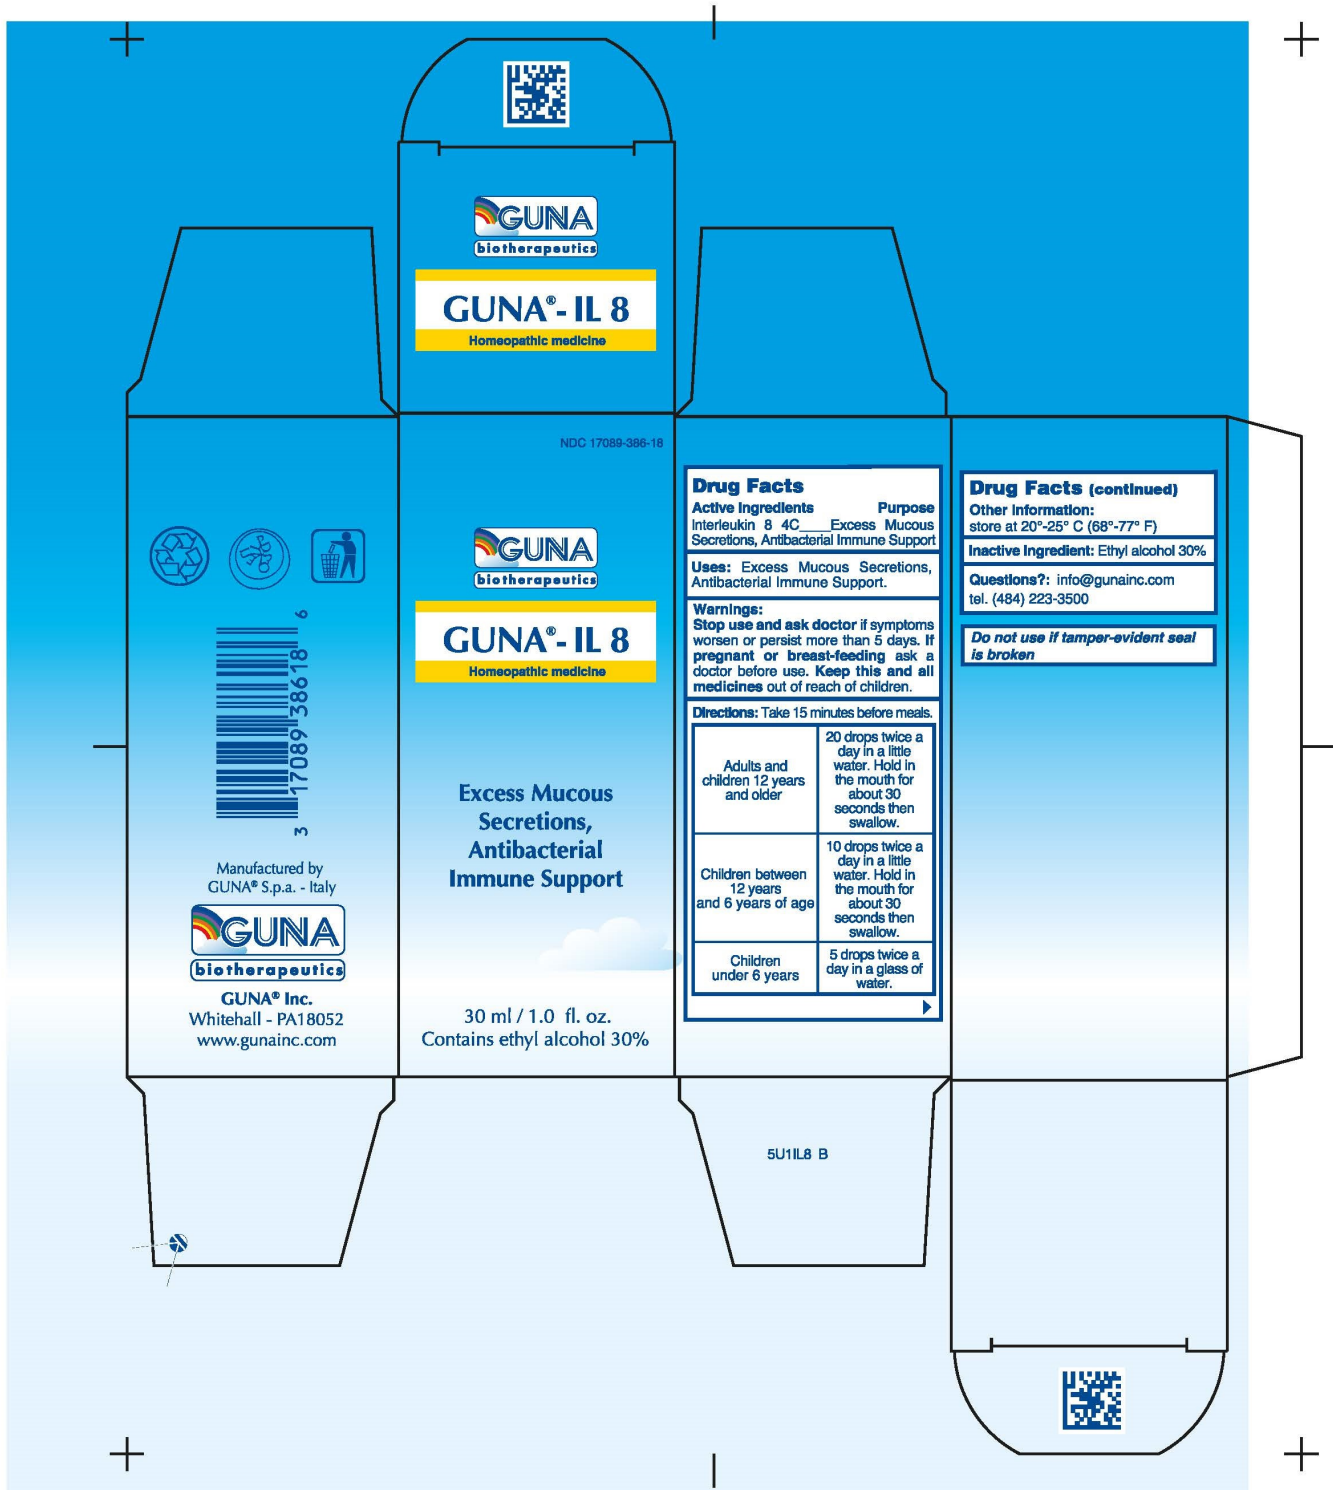 GUNA
biotherapeutics
GUNA®- IL 8
Homeopathic medicine
6
17089 38618
3
Manufactured by
GUNA® S.p.a. - Italy
GUNA
biotherapeutics
GUNA® Inc.
Whitehall - PA18052
www.gunainc.com
NDC 17089-386-18
GUNA
biotherapeutics
GUNA®- IL 8
Homeopathic medicine
Excess Mucous
Secretions,
Antibacterial
Immune Support
30 ml / 1.0 fl. oz.
Contains ethyl alcohol 30%
Drug Facts
Active Ingredients Purpose
Interleukin 8 4C____Excess Mucous
Secretions, Antibacterial Immune Support
Uses: Excess Mucous Secretions,
Antibacterial Immune Support.
Warnings:
Stop use and ask doctor if symptoms
worsen or persist more than 5 days. If
pregnant or breast-feeding ask a
doctor before use. Keep this and all
medicines out of reach of children.
Directions: Take 15 minutes before meals.
Adults and
children 12 years
and older
20 drops twice a
day in a little
water. Hold in
the mouth for
about 30
seconds then
swallow.
Children between
12 years
and 6 years of age
10 drops twice a
day in a little
water. Hold in
the mouth for
about 30
seconds then
swallow.
Children
under 6 years
5 drops twice a
day in a glass of
water.
Drug Facts (continued)
Other Information:
store at 20°-25° C (68°-77° F)
Inactive Ingredient: Ethyl alcohol 30%
Questions?: info@gunainc.com
tel. (484) 223-3500
Do not use if tamper-evident seal
is broken
5U1IL8 B